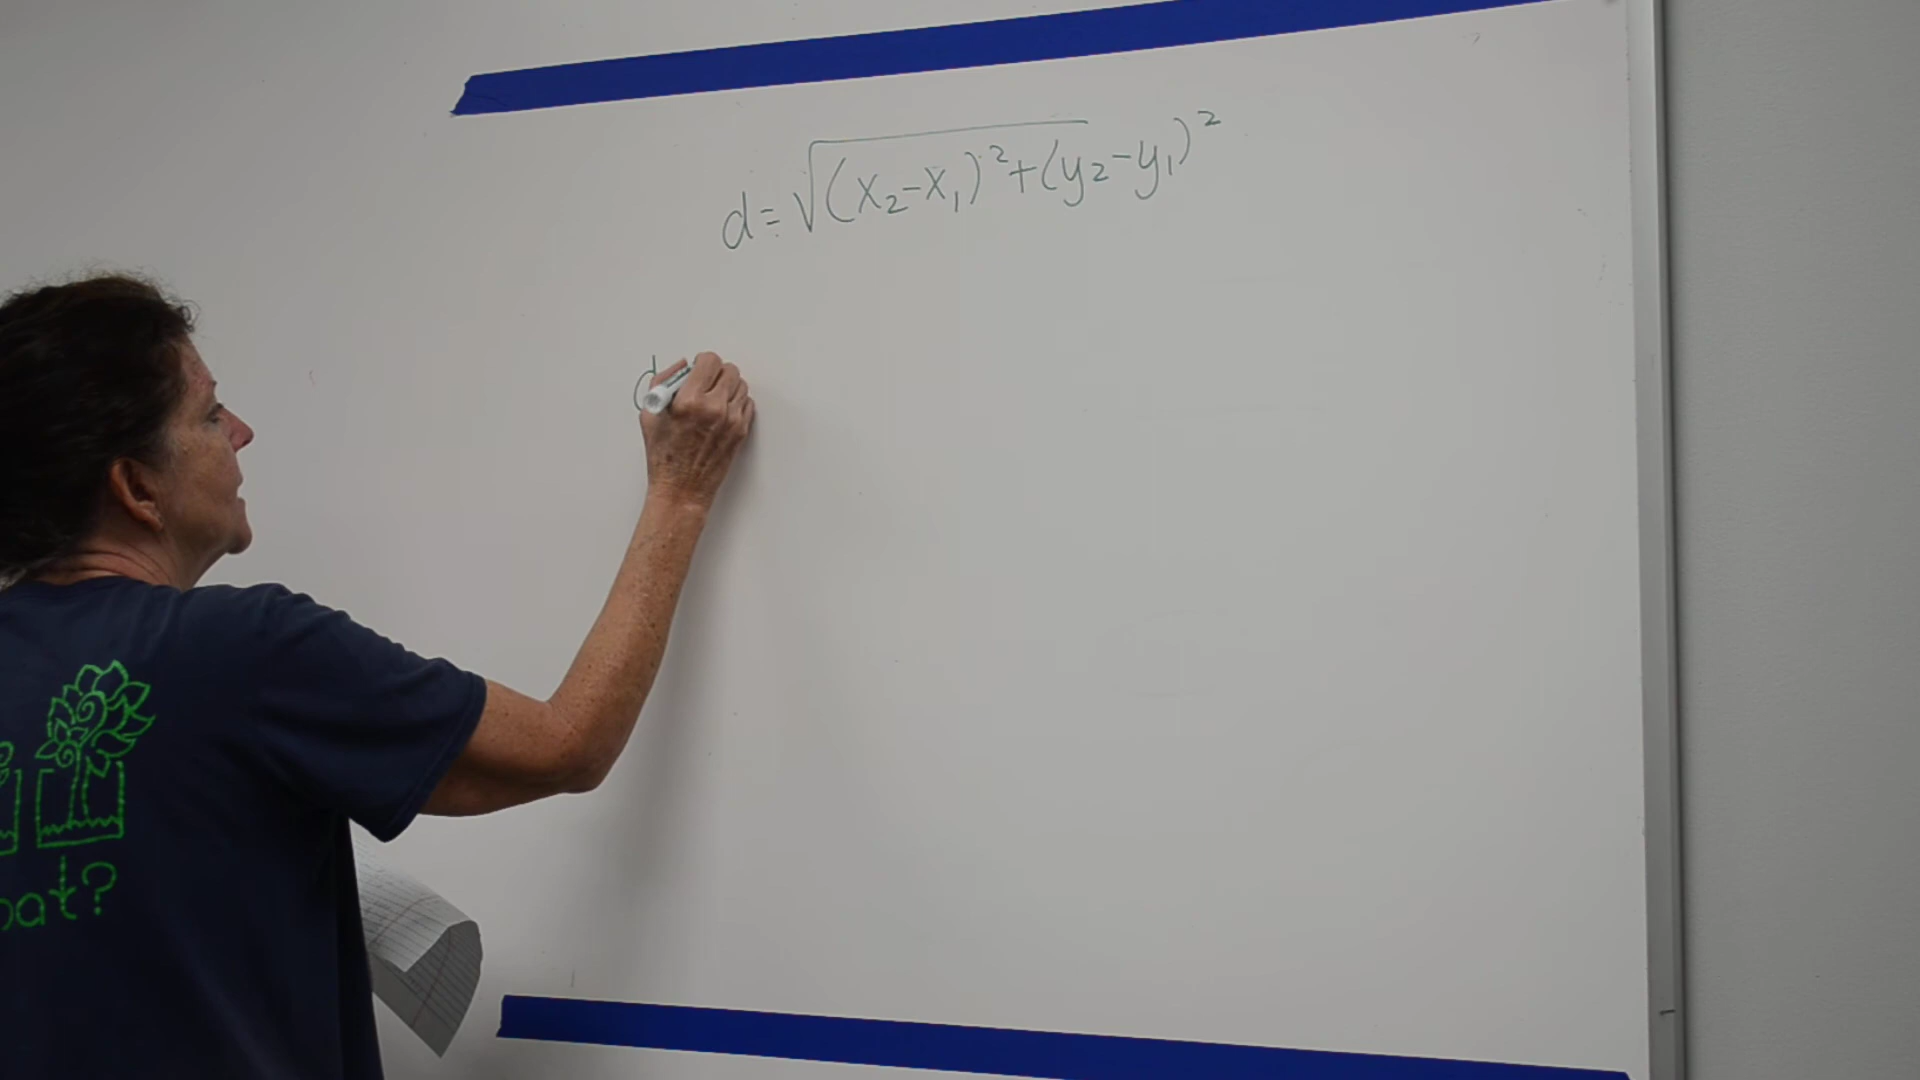 d = √(x₂-x₁)² + (y₂-y₁)²
d
at?